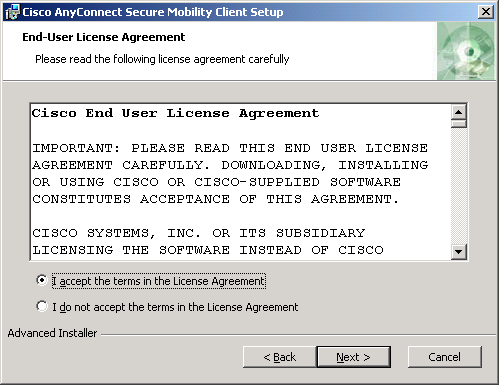 Cisco AnyConnect Secure Mobility Client Setup
End-User License Agreement
Please read the following license agreement carefully
Cisco End User License Agreement
IMPORTANT: PLEASE READ THIS END USER LICENSE
AGREEMENT CAREFULLY. DOWNLOADING, INSTALLING
OR USING CISCO OR CISCO-SUPPLIED SOFTWARE
CONSTITUTES ACCEPTANCE OF THIS AGREEMENT.
CISCO SYSTEMS, INC. OR ITS SUBSIDIARY
LICENSING THE SOFTWARE INSTEAD OF CISCO
I accept the terms in the License Agreement
I do not accept the terms in the License Agreement
Advanced Installer
< Back
Next >
Cancel